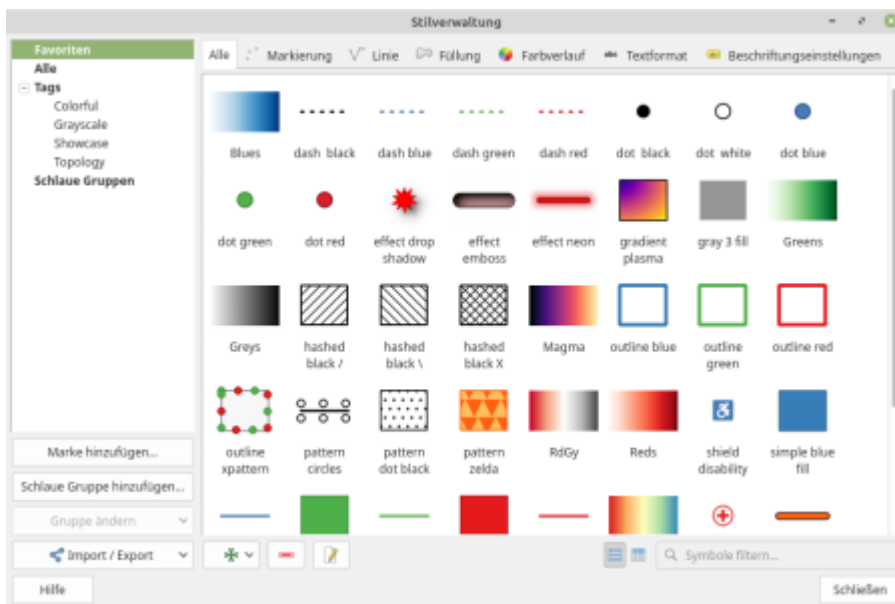 Stilverwaltung
Favoriten
Alle
Tags
Colorful
Grayscale
Showcase
Topology
Schlaue Gruppen
Alle Markierung Linie Füllung Farbverlauf abc Textformat Beschriftungseinstellungen
Blues dash black dash blue dash green dash red dot black dot white dot blue
dot green dot red effect drop effect effect neon gradient gray 3 fill Greens
shadow emboss plasma
Greys hashed hashed hashed Magma outline blue outline outline red
black / black \ black X green
outline pattern pattern pattern RdGy Reds shield simple blue
xpattern circles dot black zelda disability fill
Marke hinzufügen...
Schlaue Gruppe hinzufügen...
Gruppe ändern
Import / Export
Symbole filtern...
Hilfe
Schließen